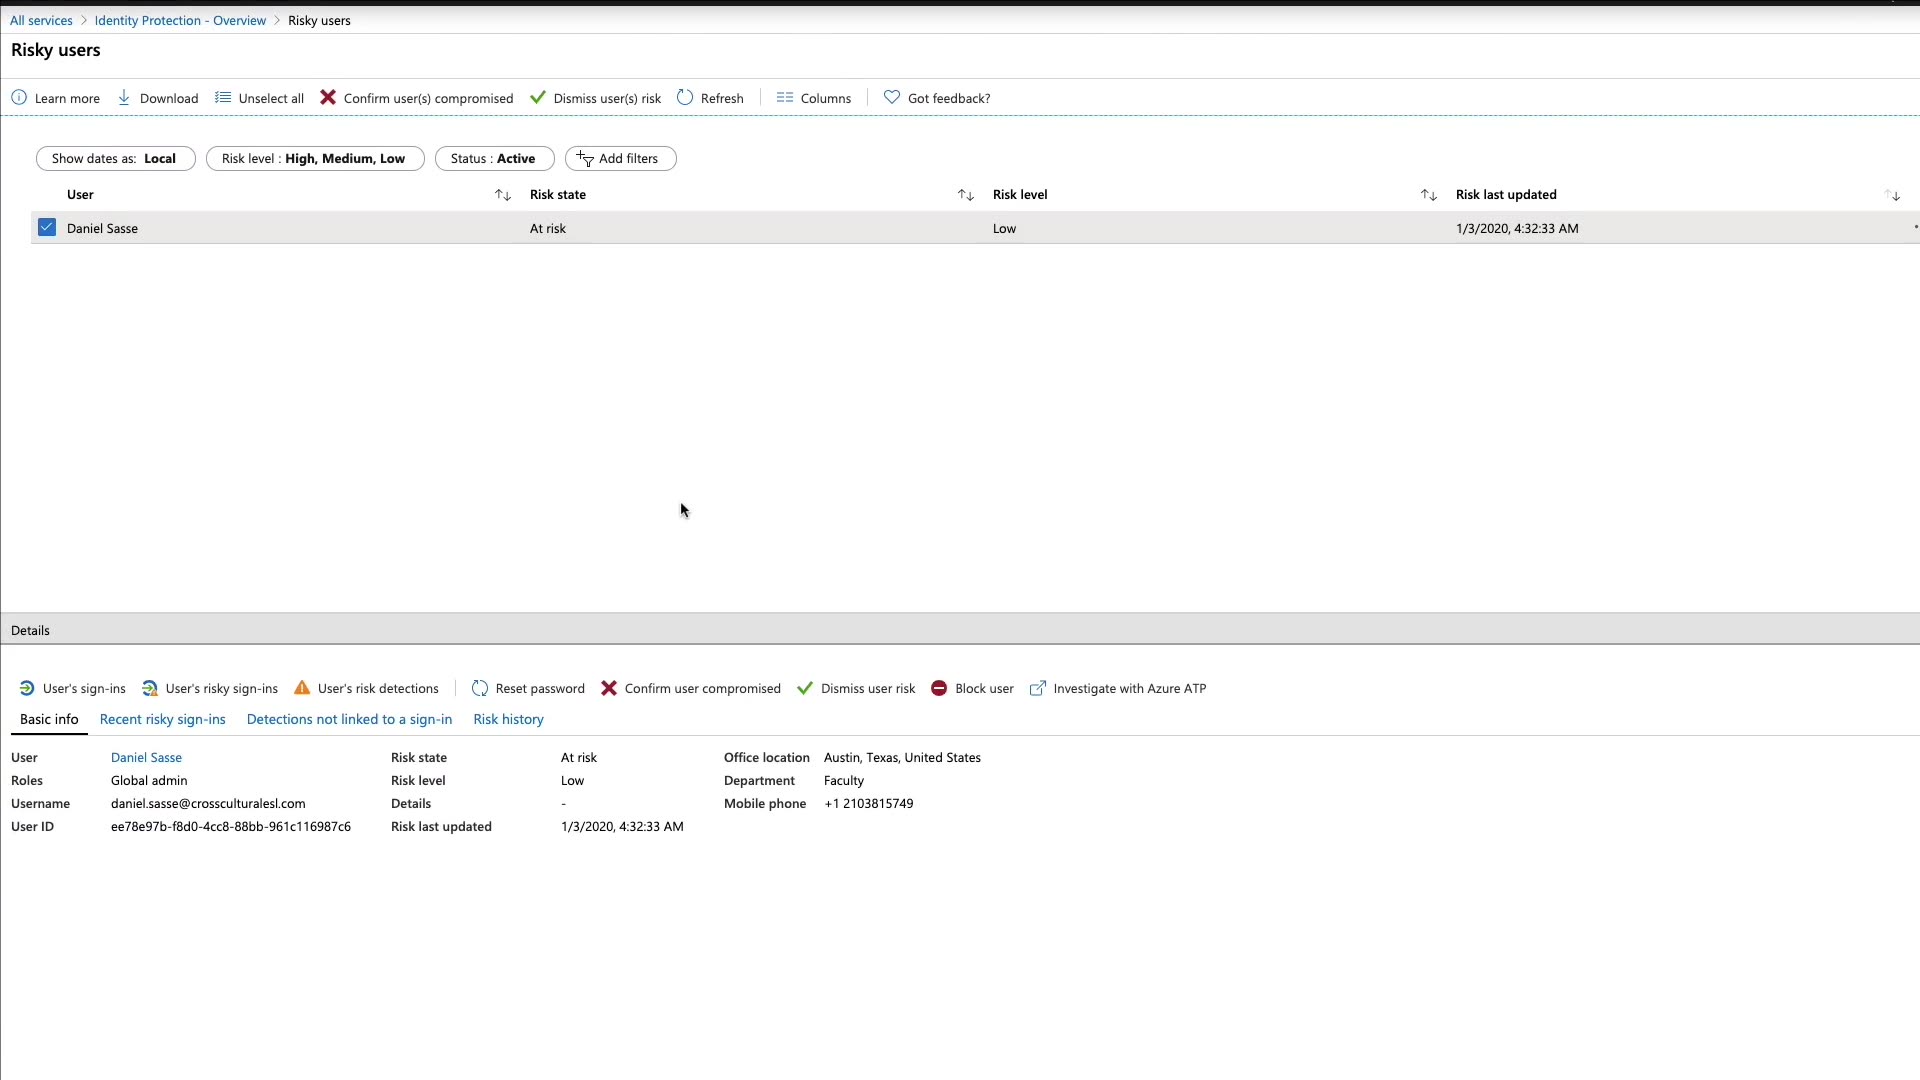 All services > Identity Protection - Overview > Risky users
Risky users
Learn more Download Unselect all Confirm user(s) compromised Dismiss user(s) risk Refresh Columns Got feedback?
Show dates as: Local Risk level : High, Medium, Low Status : Active Add filters
User Risk state Risk level Risk last updated
Daniel Sasse At risk Low 1/3/2020, 4:32:33 AM
Details
User's sign-ins User's risky sign-ins User's risk detections Reset password Confirm user compromised Dismiss user risk Block user Investigate with Azure ATP
Basic info Recent risky sign-ins Detections not linked to a sign-in Risk history
User Daniel Sasse Risk state At risk Office location Austin, Texas, United States
Roles Global admin Risk level Low Department Faculty
Username daniel.sasse@crossculturalesl.com Details - Mobile phone +1 2103815749
User ID ee78e97b-f8d0-4cc8-88bb-961c116987c6 Risk last updated 1/3/2020, 4:32:33 AM